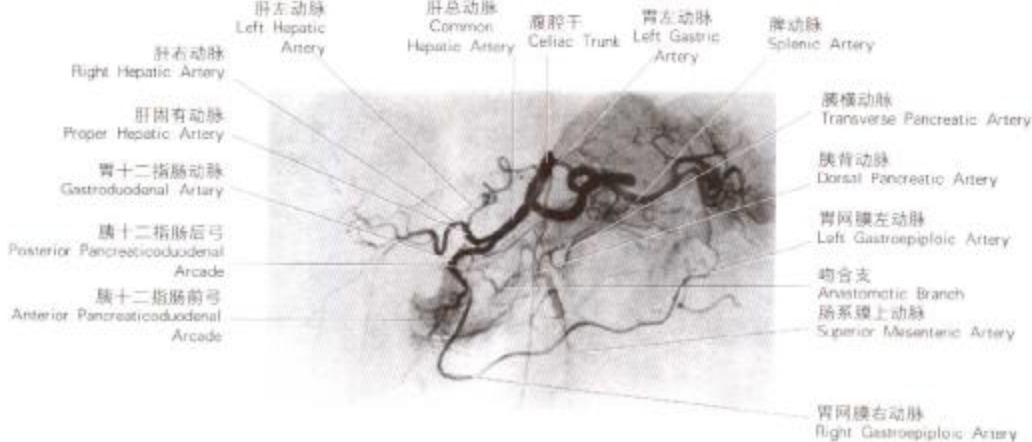 肝左动脉
Left Hepatic
Artery
肝总动脉
Common
Hepatic Artery
腹腔干
Celiac Trunk
胃左动脉
Left Gastric
Artery
脾动脉
Splenic Artery
肝右动脉
Right Hepatic Artery
肝固有动脉
Proper Hepatic Artery
胃十二指肠动脉
Gastroduodenal Artary
胰十二指肠后弓
Posterior Pancreaticoduodenal
Arcade
胰十二指肠前弓
Anterior Pancreaticoduodenal
Arcade
胰横动脉
Transverse Pancreatic Artery
胰背动脉
Dorsal Pancreatic Artery
胃网膜左动脉
Left Gastroepiploic Artery
吻合支
Anastomotic Branch
肠系膜上动脉
Superior Mesenteric Artery
胃网膜右动脉
Right Gastroepiploic Artery